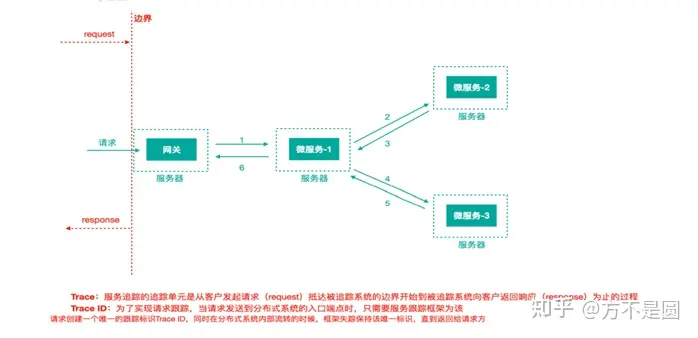 边界
request
微服务-2
服务器
2
3
请求
网关
1
6
微服务-1
服务器
服务器
4
5
微服务-3
服务器
response
Trace：服务追踪的追踪单元是从客户发起请求（request）抵达被追踪系统的边界开始到被追踪系统向客户返回响应（response）为止的过程
Trace ID：为了实现请求跟踪，当请求发送到分布式系统的入口端点时，只需要服务跟踪框架为该
请求创建一个唯一的跟踪标识Trace ID，同时在分布式系统内部流转的时候，框架失踪保持该唯一标识，直到返回给请求方
知乎 @方不是圆